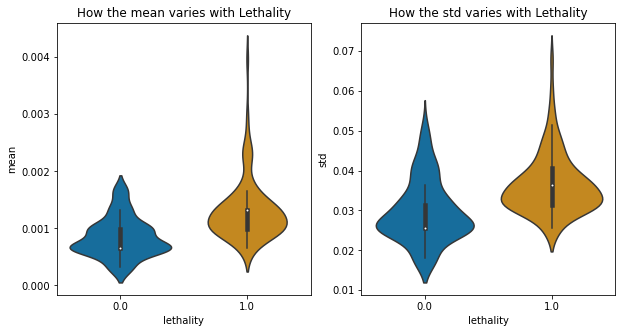 How the mean varies with Lethality
How the std varies with Lethality
mean
0.004
0.003
0.002
0.001
0.000
0.0
1.0
lethality
std
0.07
0.06
0.05
0.04
0.03
0.02
0.01
0.0
1.0
lethality